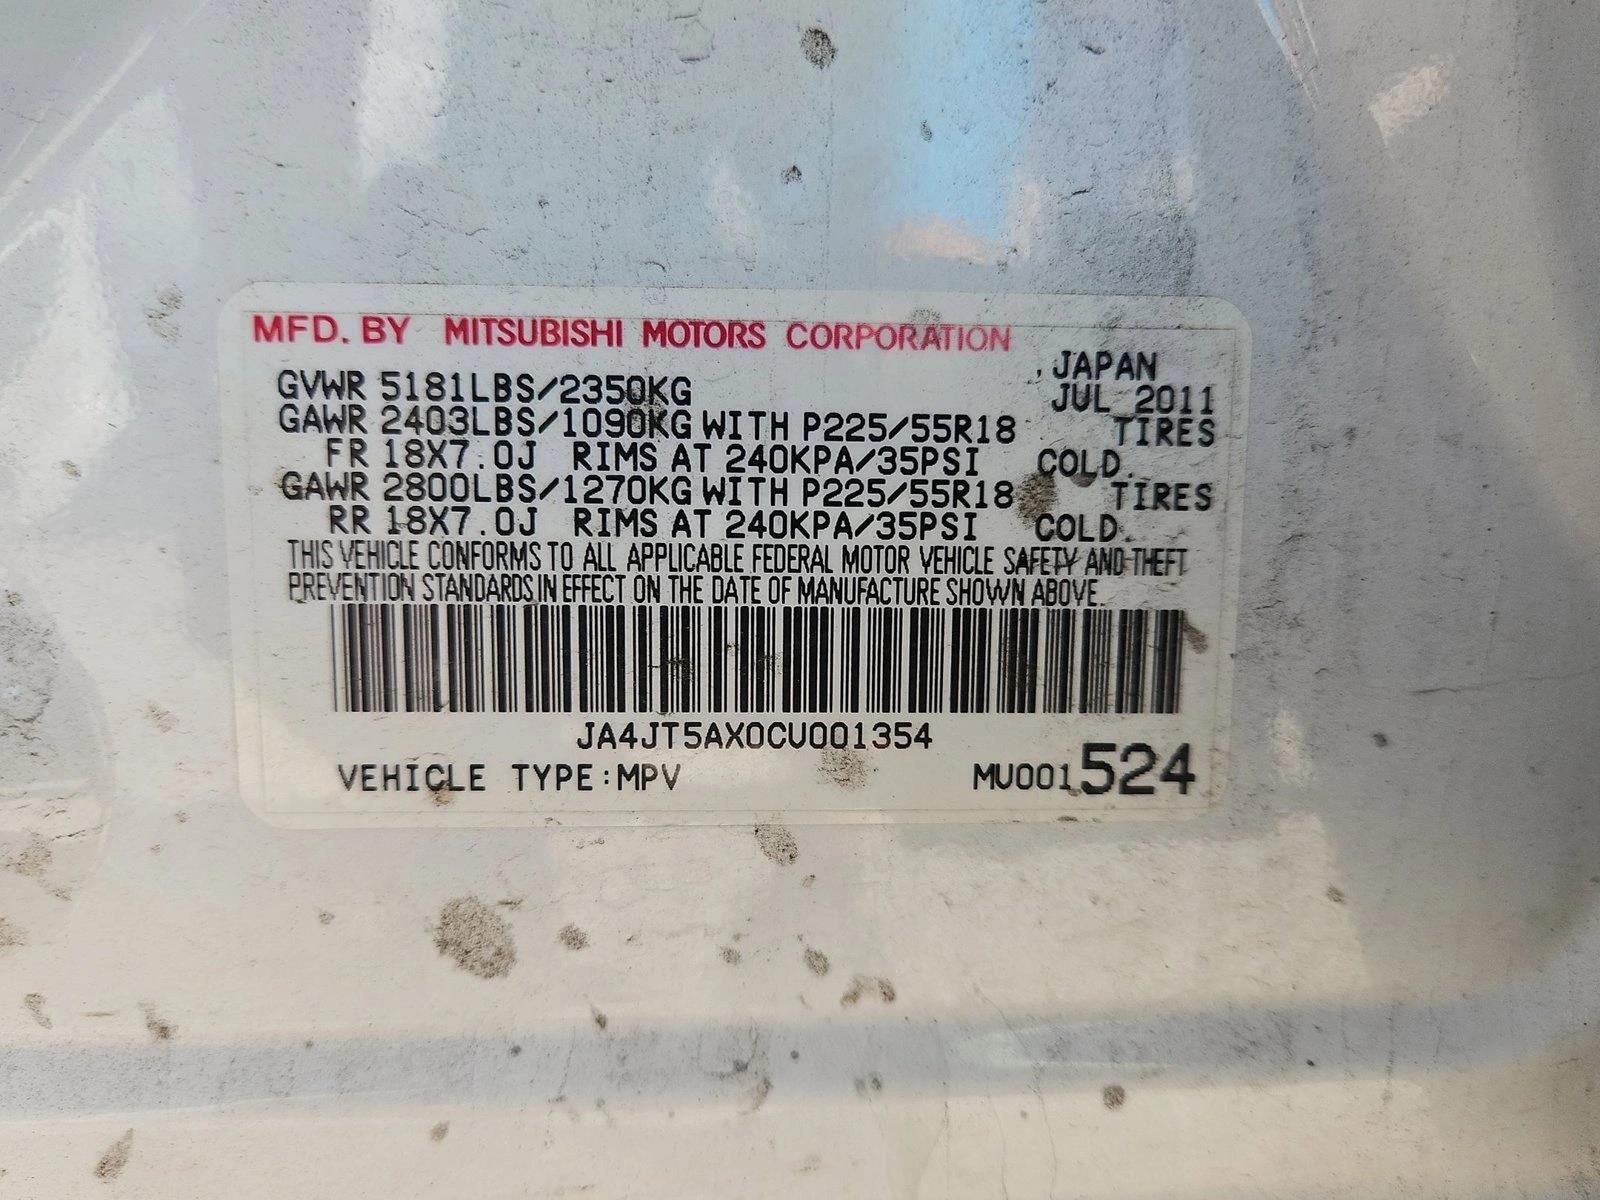 MFD. BY MITSUBISHI MOTORS CORPORATION
JAPAN
GVWR 5181LBS/2350KG JUL 2011
GAWR 2403LBS/1090KG WITH P225/55R18 TIRES
FR 18X7.0J RIMS AT 240KPA/35PSI COLD.
GAWR 2800LBS/1270KG WITH P225/55R18 TIRES
RR 18X7.0J RIMS AT 240KPA/35PSI COLD.
THIS VEHICLE CONFORMS TO ALL APPLICABLE FEDERAL MOTOR VEHICLE SAFETY AND THEFT
PREVENTION STANDARDS IN EFFECT ON THE DATE OF MANUFACTURE SHOWN ABOVE.
JA4JT5AX0CU001354
VEHICLE TYPE:MPV MU001524